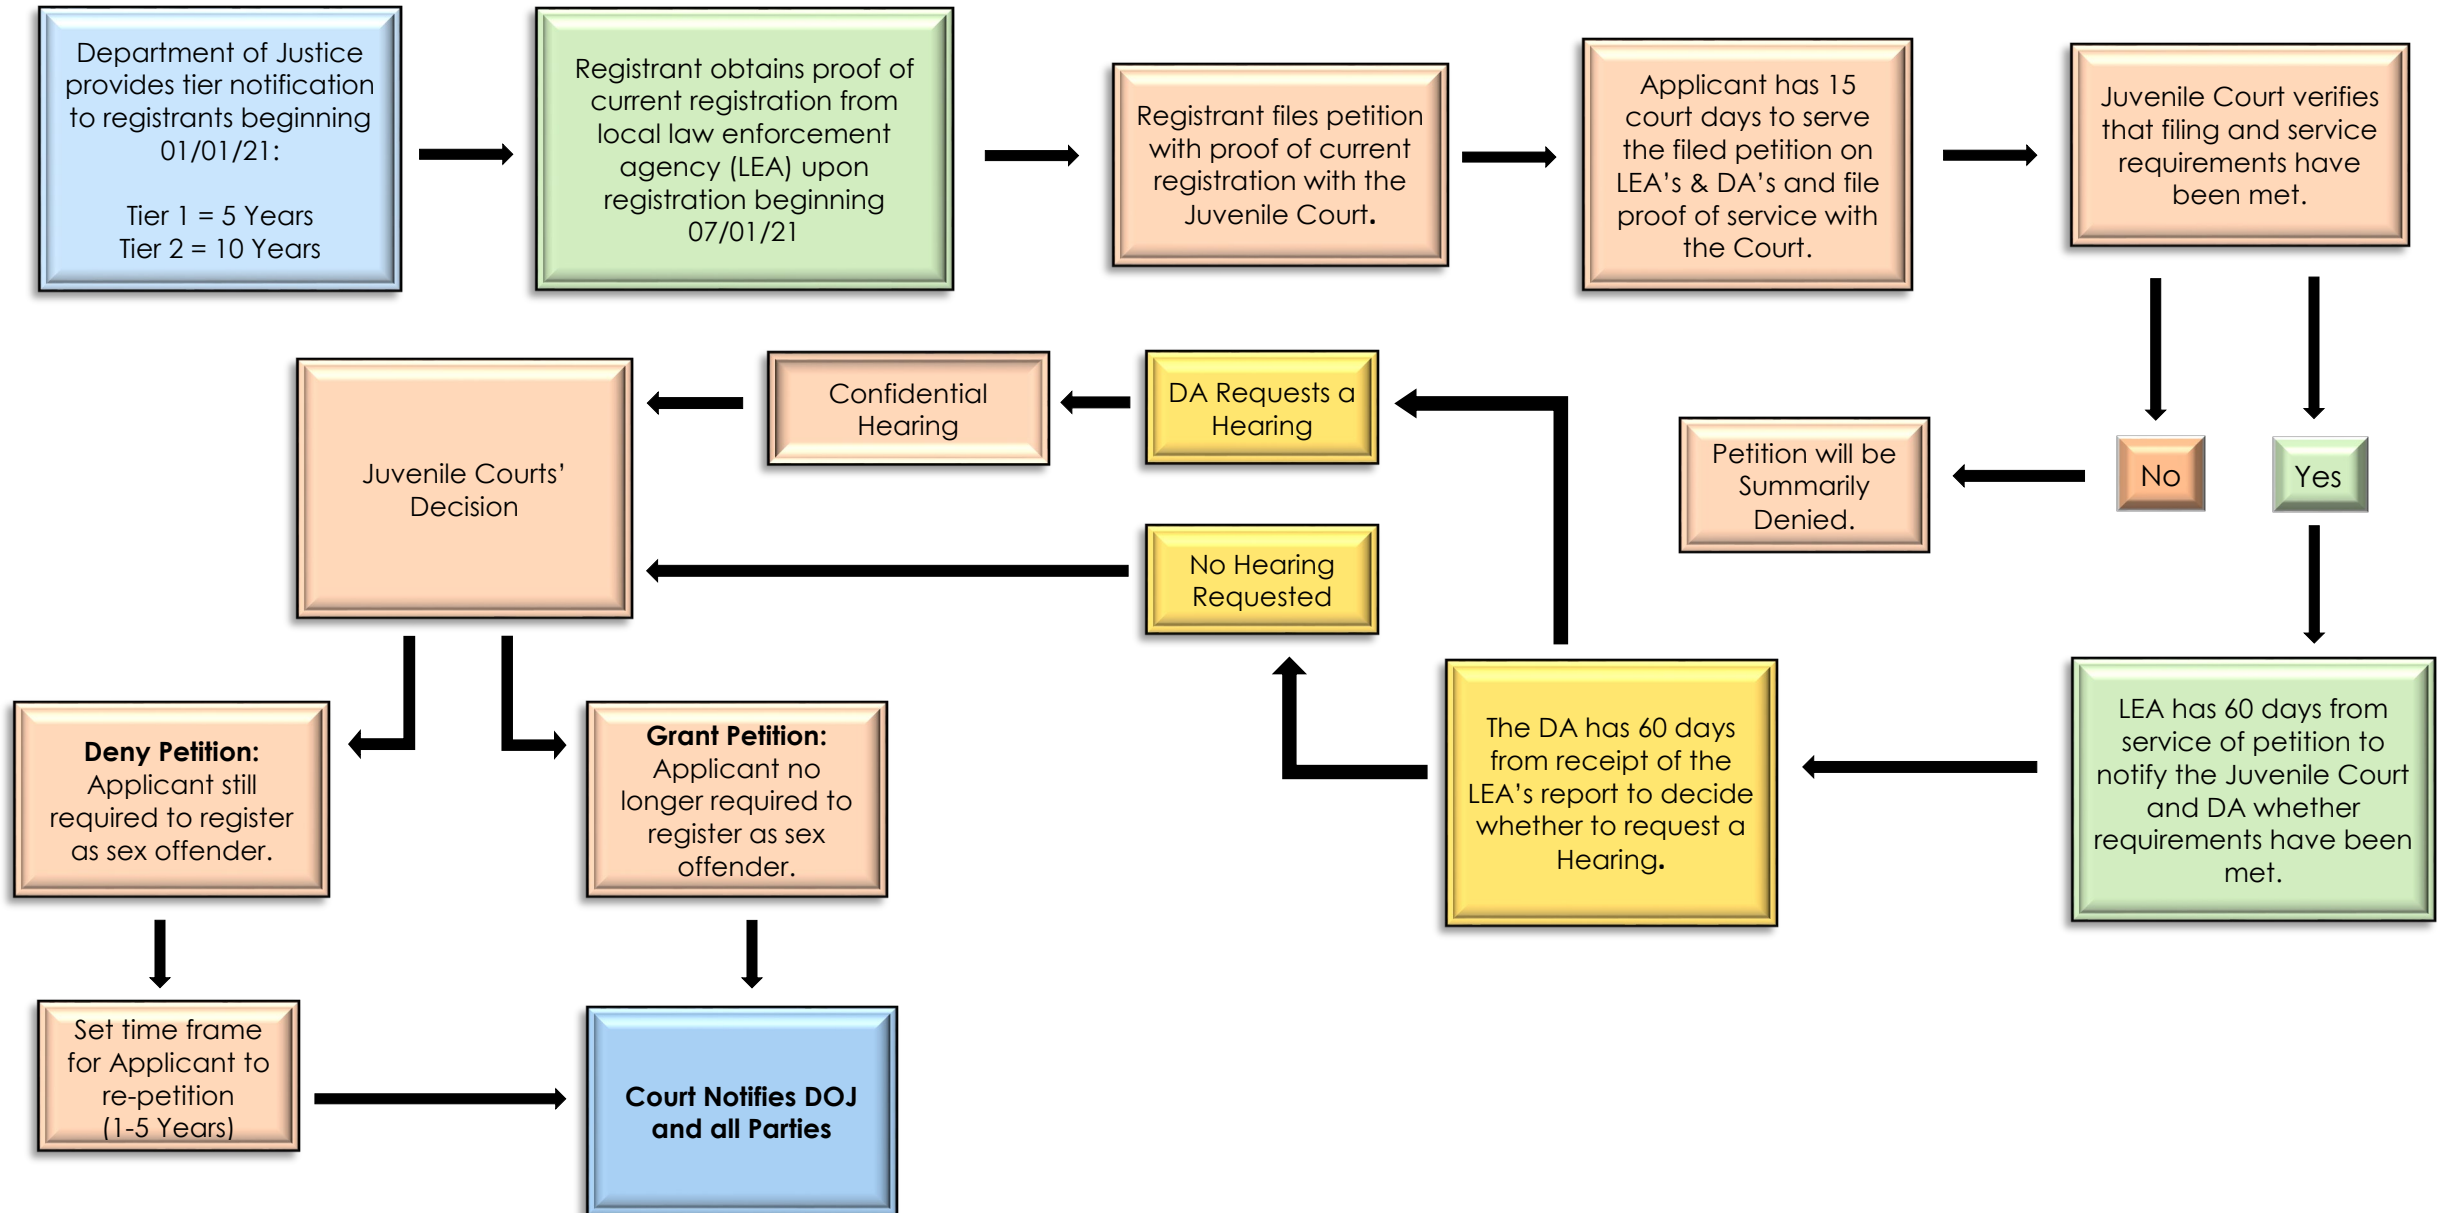 Department of Justice
provides tier notification
to registrants beginning
01/01/21:
Tier 1 = 5 Years
Tier 2 = 10 Years
Registrant obtains proof of
current registration from
local law enforcement
agency (LEA) upon
registration beginning
07/01/21
Registrant files petition
with proof of current
registration with the
Juvenile Court.
Applicant has 15
court days to serve
the filed petition on
LEA’s & DA’s and file
proof of service with
the Court.
Juvenile Court verifies
that filing and service
requirements have
been met.
No
Yes
Petition will be
Summarily
Denied.
LEA has 60 days from
service of petition to
notify the Juvenile Court
and DA whether
requirements have been
met.
The DA has 60 days
from receipt of the
LEA’s report to decide
whether to request a
Hearing.
DA Requests a
Hearing
No Hearing
Requested
Confidential
Hearing
Juvenile Courts’
Decision
Deny Petition:
Applicant still
required to register
as sex offender.
Grant Petition:
Applicant no
longer required to
register as sex
offender.
Set time frame
for Applicant to
re-petition
(1-5 Years)
Court Notifies DOJ
and all Parties